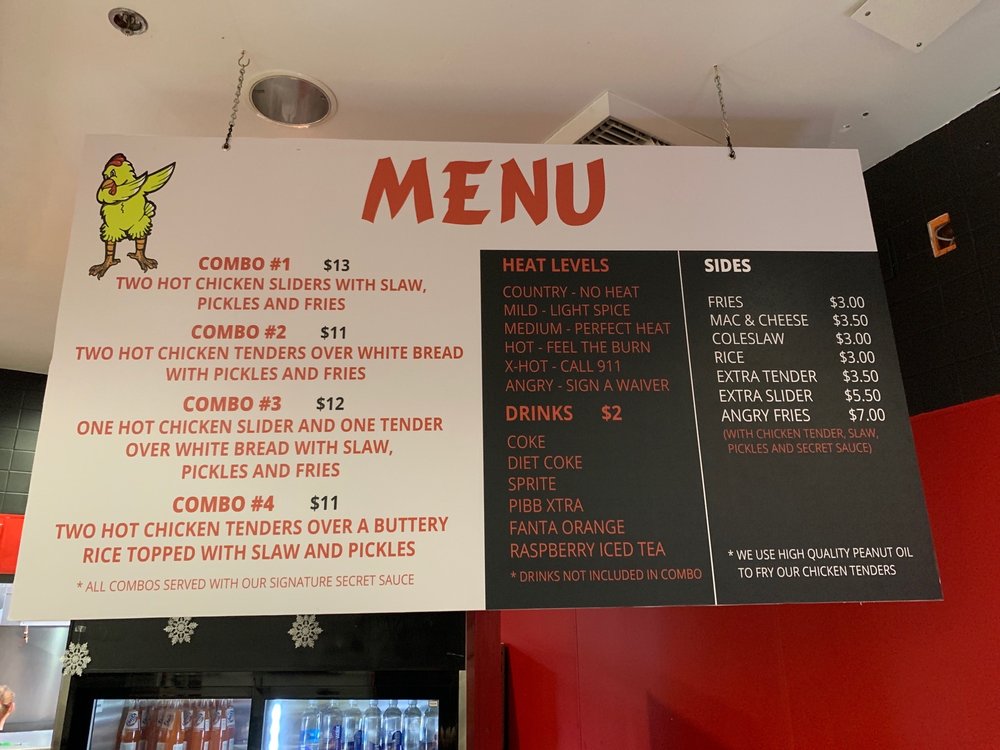 MENU
COMBO #1 $13
TWO HOT CHICKEN SLIDERS WITH SLAW,
PICKLES AND FRIES
COMBO #2 $11
TWO HOT CHICKEN TENDERS OVER WHITE BREAD
WITH PICKLES AND FRIES
COMBO #3 $12
ONE HOT CHICKEN SLIDER AND ONE TENDER
OVER WHITE BREAD WITH SLAW,
PICKLES AND FRIES
COMBO #4 $11
TWO HOT CHICKEN TENDERS OVER A BUTTERY
RICE TOPPED WITH SLAW AND PICKLES
* ALL COMBOS SERVED WITH OUR SIGNATURE SECRET SAUCE
HEAT LEVELS
COUNTRY - NO HEAT
MILD - LIGHT SPICE
MEDIUM - PERFECT HEAT
HOT - FEEL THE BURN
X-HOT - CALL 911
ANGRY - SIGN A WAIVER
DRINKS $2
COKE
DIET COKE
SPRITE
PIBB XTRA
FANTA ORANGE
RASPBERRY ICED TEA
* DRINKS NOT INCLUDED IN COMBO
SIDES
FRIES $3.00
MAC & CHEESE $3.50
COLESLAW $3.00
RICE $3.00
EXTRA TENDER $3.50
EXTRA SLIDER $5.50
ANGRY FRIES $7.00
(WITH CHICKEN TENDER, SLAW,
PICKLES AND SECRET SAUCE)
* WE USE HIGH QUALITY PEANUT OIL
TO FRY OUR CHICKEN TENDERS